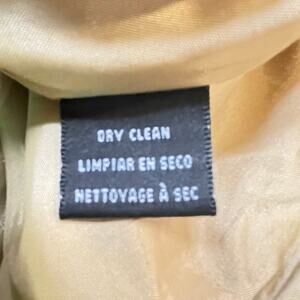 DRY CLEAN
LIMPIAR EN SECO
NETTOYAGE À SEC